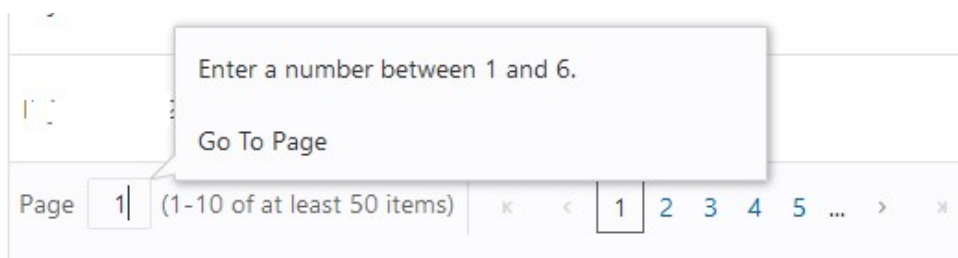 Enter a number between 1 and 6.
Go To Page
Page 1 (1-10 of at least 50 items) K < 1 2 3 4 5 ... > ꓘ